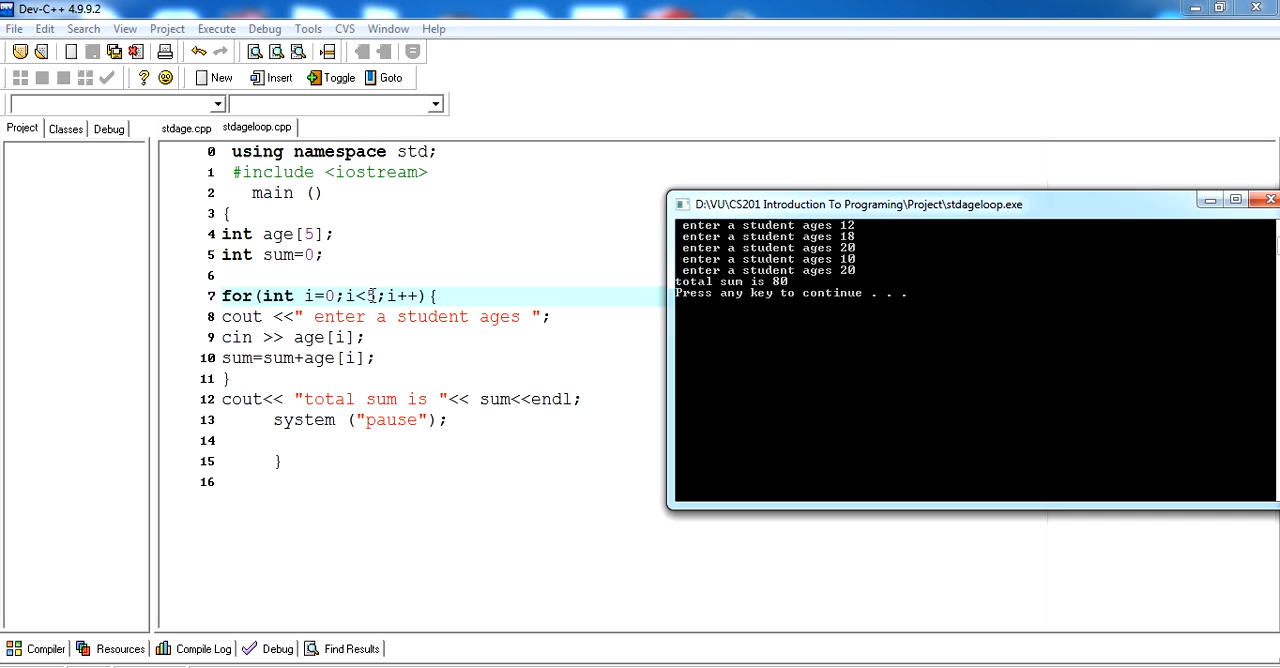 Dev-C++ 4.9.9.2
File Edit Search View Project Execute Debug Tools CVS Window Help
New Insert Toggle Goto
Project Classes Debug stdage.cpp stdageloop.cpp
0 using namespace std;
1 #include <iostream>
2 main ()
3 {
4 int age[5];
5 int sum=0;
6
7 for(int i=0;i<5;i++){
8 cout <<" enter a student ages ";
9 cin >> age[i];
10 sum=sum+age[i];
11 }
12 cout<< "total sum is "<< sum<<endl;
13 system ("pause");
14
15 }
16
D:\VU\CS201 Introduction To Programing\Project\stdageloop.exe
enter a student ages 12
enter a student ages 18
enter a student ages 20
enter a student ages 10
enter a student ages 20
total sum is 80
Press any key to continue . . .
Compiler Resources Compile Log Debug Find Results